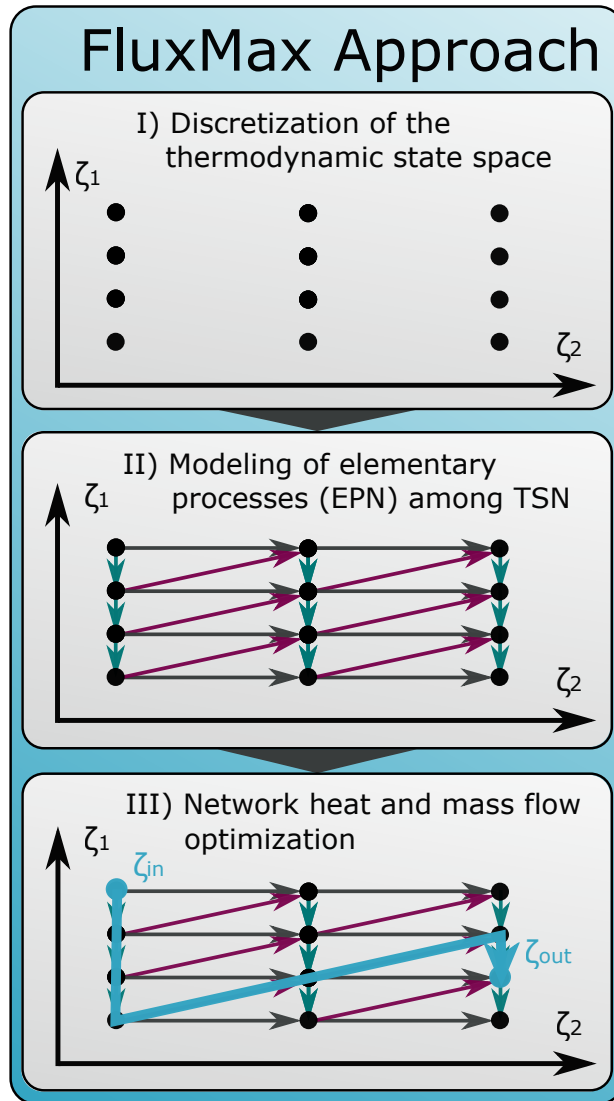 FluxMax Approach
I) Discretization of the
thermodynamic state space
ζ1
ζ2
II) Modeling of elementary
processes (EPN) among TSN
ζ1
ζ2
III) Network heat and mass flow
optimization
ζ1
ζin
ζout
ζ2